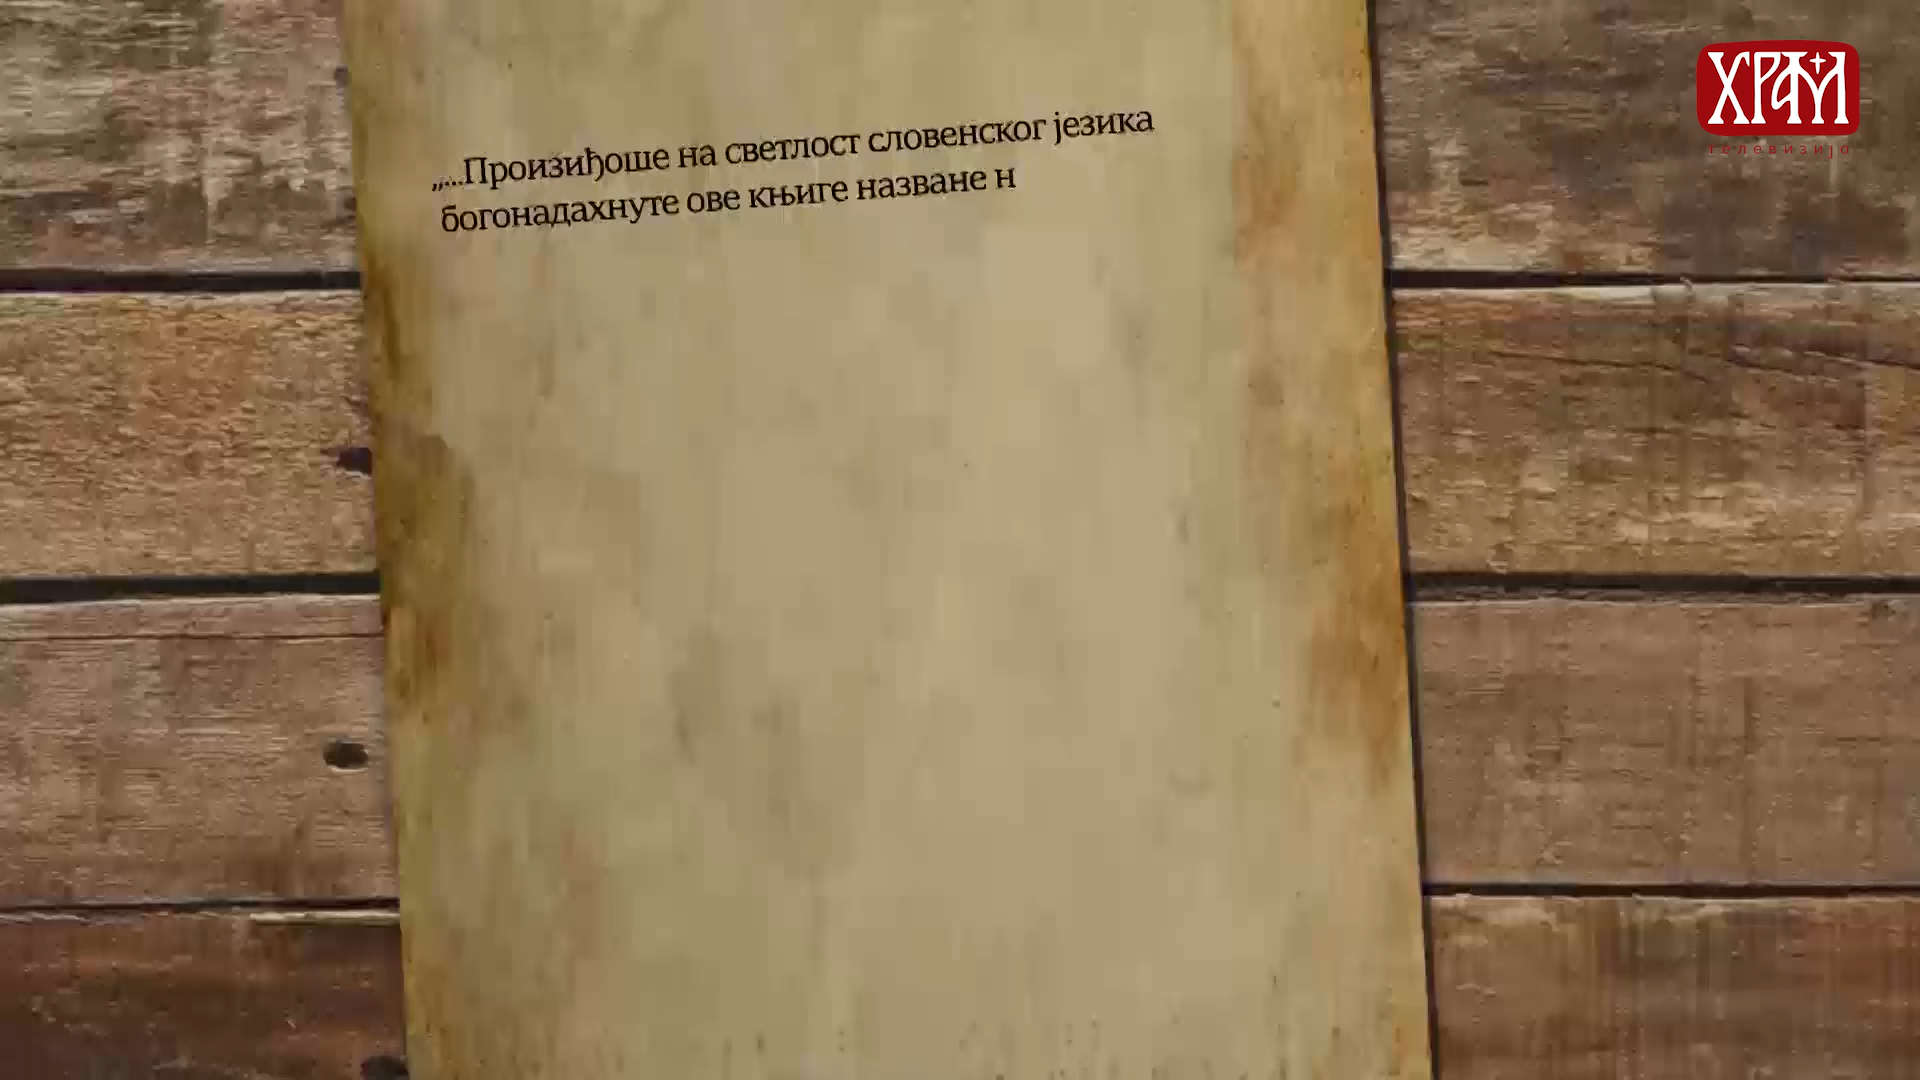 „...Произиђоше на светлост словенског језика
богонадахнуте ове књиге назване н
ХРАМ
телевизија